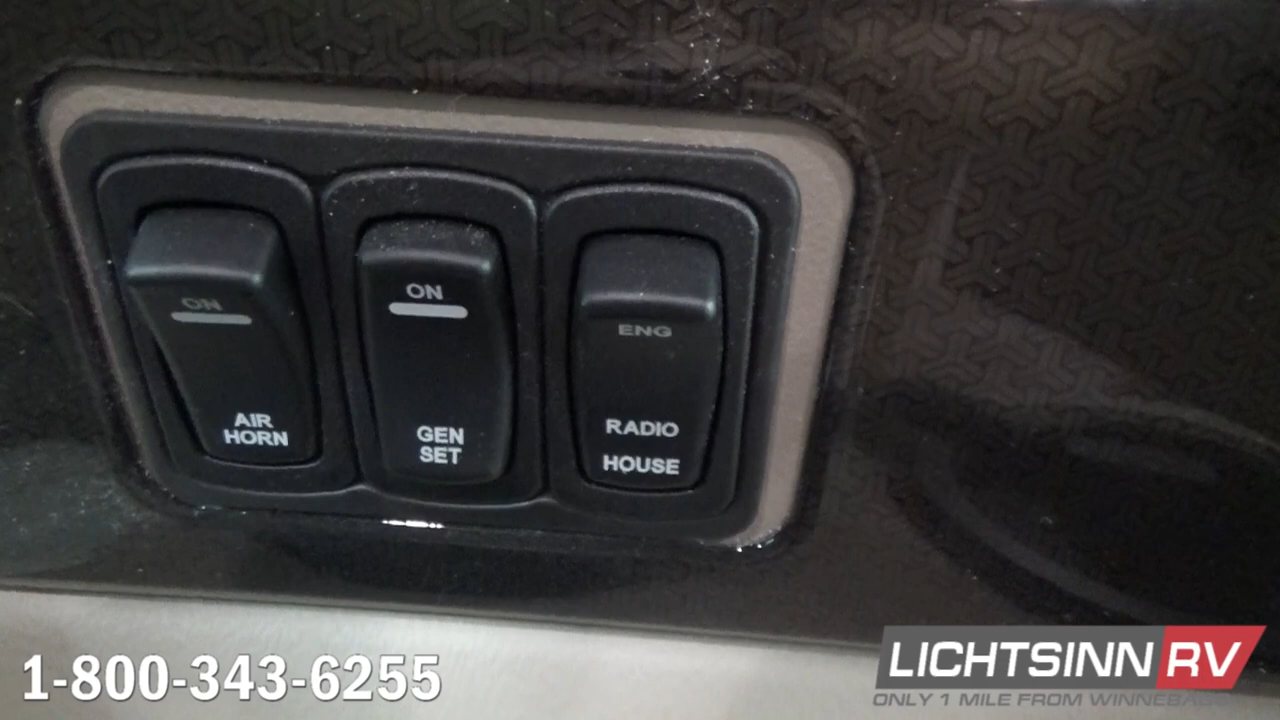 ON
AIR
HORN
ON
GEN
SET
ENG
RADIO
HOUSE
1-800-343-6255
LICHTSINN RV
ONLY 1 MILE FROM